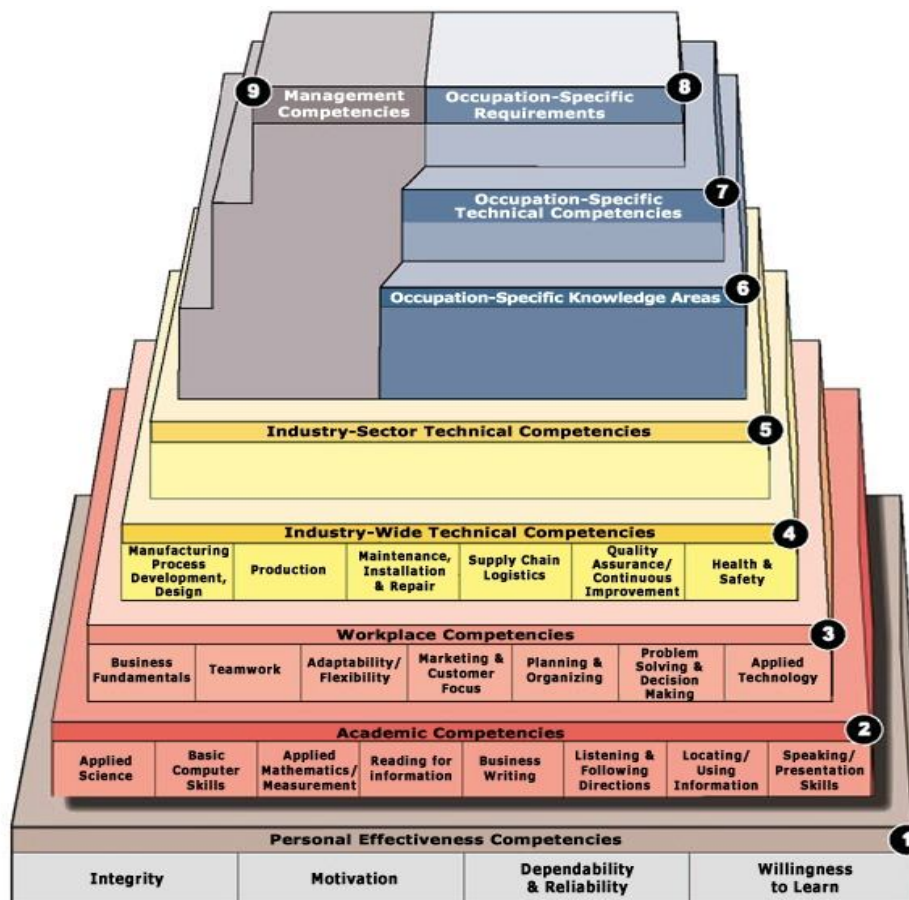 9
Management
Competencies
Occupation-Specific
Requirements
8
Occupation-Specific
Technical Competencies
7
Occupation-Specific Knowledge Areas
6
Industry-Sector Technical Competencies
5
Industry-Wide Technical Competencies
4
Manufacturing
Process
Development,
Design
Production
Maintenance,
Installation
& Repair
Supply Chain
Logistics
Quality
Assurance/
Continuous
Improvement
Health &
Safety
Workplace Competencies
3
Business
Fundamentals
Teamwork
Adaptability/
Flexibility
Marketing &
Customer
Focus
Planning &
Organizing
Problem
Solving &
Decision
Making
Applied
Technology
Academic Competencies
2
Applied
Science
Basic
Computer
Skills
Applied
Mathematics/
Measurement
Reading for
information
Business
Writing
Listening &
Following
Directions
Locating/
Using
Information
Speaking/
Presentation
Skills
Personal Effectiveness Competencies
1
Integrity
Motivation
Dependability
& Reliability
Willingness
to Learn